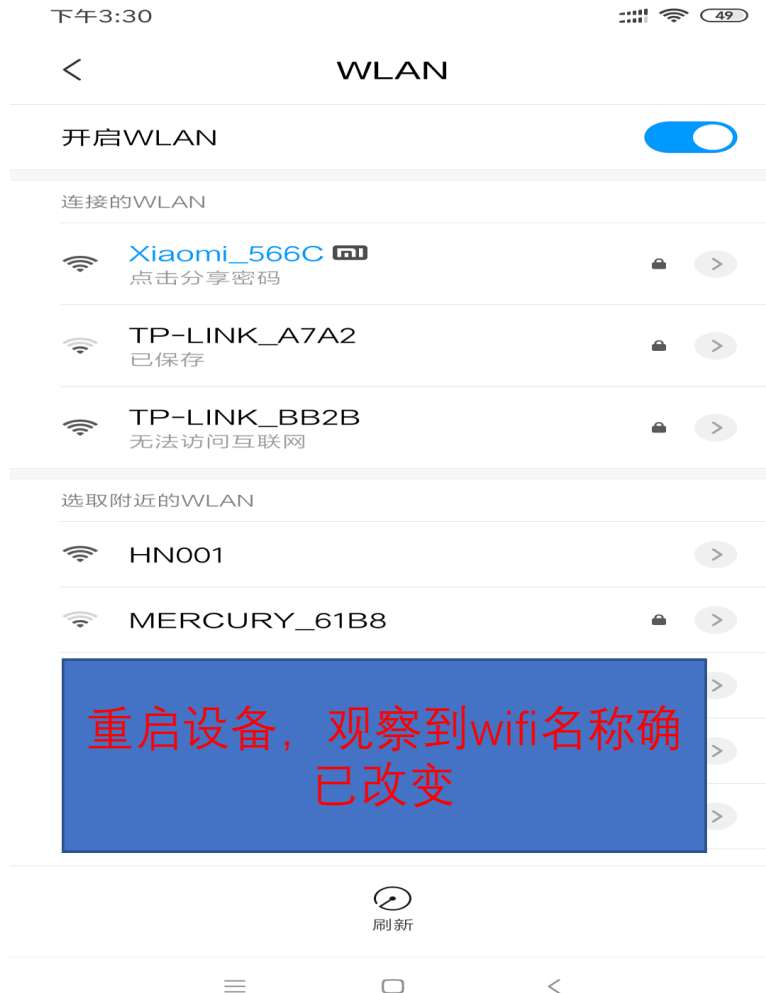 下午3:30
49
WLAN
开启WLAN
连接的WLAN
Xiaomi_566C
点击分享密码
TP-LINK_A7A2
已保存
TP-LINK_BB2B
无法访问互联网
选取附近的WLAN
HN001
MERCURY_61B8
重启设备，观察到wifi名称确
已改变
刷新